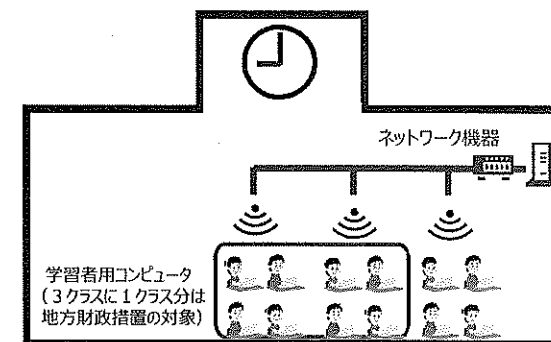 ネットワーク機器
学習者用コンピュータ
(3クラスに1クラス分は
地方財政措置の対象)